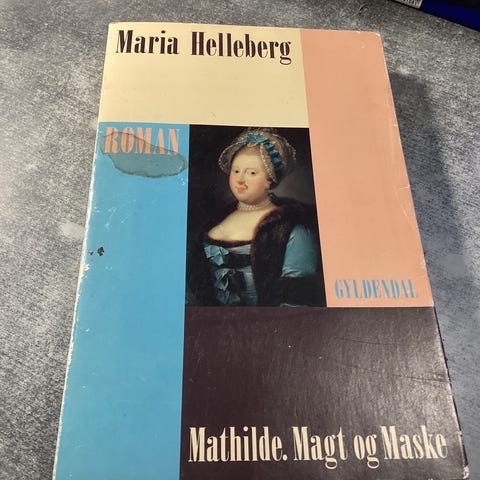 Maria Helleberg
ROMAN
GYLDENDAL
Mathilde. Magt og Maske